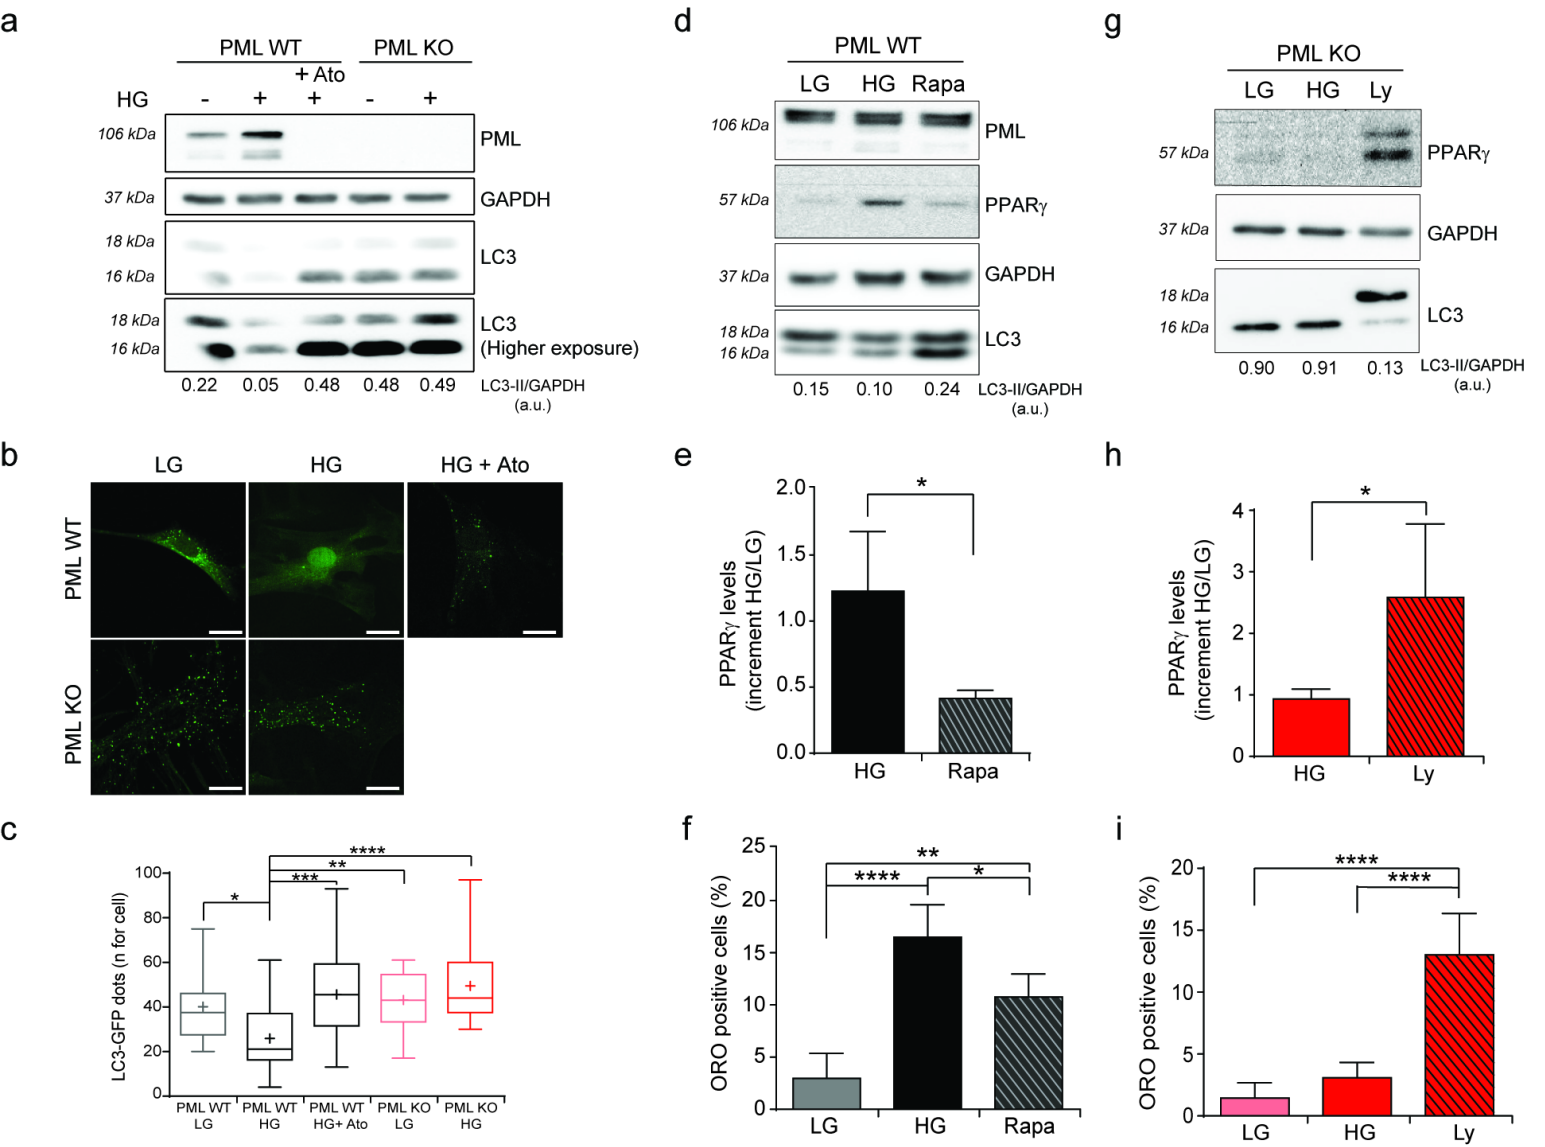 a
PML WT PML KO
+ Ato
HG - + + - +
106 kDa PML
37 kDa GAPDH
18 kDa
LC3
16 kDa
18 kDa LC3
16 kDa (Higher exposure)
0.22 0.05 0.48 0.48 0.49 LC3-II/GAPDH
(a.u.)
b
LG HG HG + Ato
PML WT
PML KO
c
LC3-GFP dots (n for cell)
100
80
60
40
20
0
* *** ** ****
PML WT PML WT PML WT PML KO PML KO
LG HG HG+ Ato LG HG
d
PML WT
LG HG Rapa
106 kDa PML
57 kDa PPARγ
37 kDa GAPDH
18 kDa LC3
16 kDa
0.15 0.10 0.24 LC3-II/GAPDH
(a.u.)
e
PPARγ levels
(increment HG/LG)
2.0
1.5
1.0
0.5
0.0
*
HG Rapa
f
ORO positive cells (%)
25
20
15
10
5
0
**
**** *
LG HG Rapa
g
PML KO
LG HG Ly
57 kDa PPARγ
37 kDa GAPDH
18 kDa
LC3
16 kDa
0.90 0.91 0.13 LC3-II/GAPDH
(a.u.)
h
PPARγ levels
(increment HG/LG)
4
3
2
1
0
*
HG Ly
i
ORO positive cells (%)
20
15
10
5
0
****
****
LG HG Ly